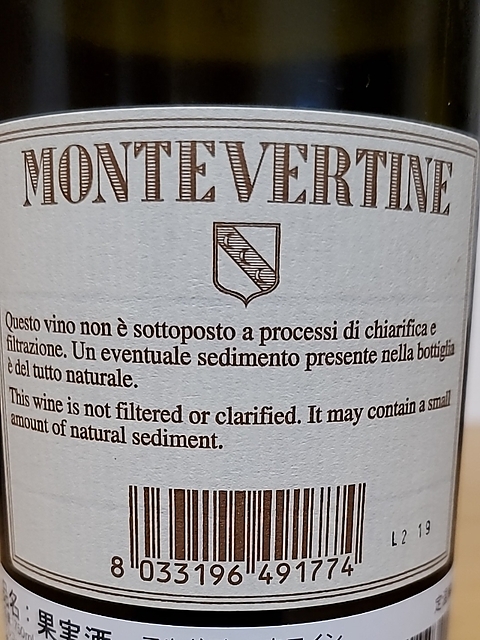 MONTEVERTINE
Questo vino non è sottoposto a processi di chiarifica e
filtrazione. Un eventuale sedimento presente nella bottiglia
è del tutto naturale.
This wine is not filtered or clarified. It may contain a small
amount of natural sediment.
L2 19
8 033196 491774
名：果実酒